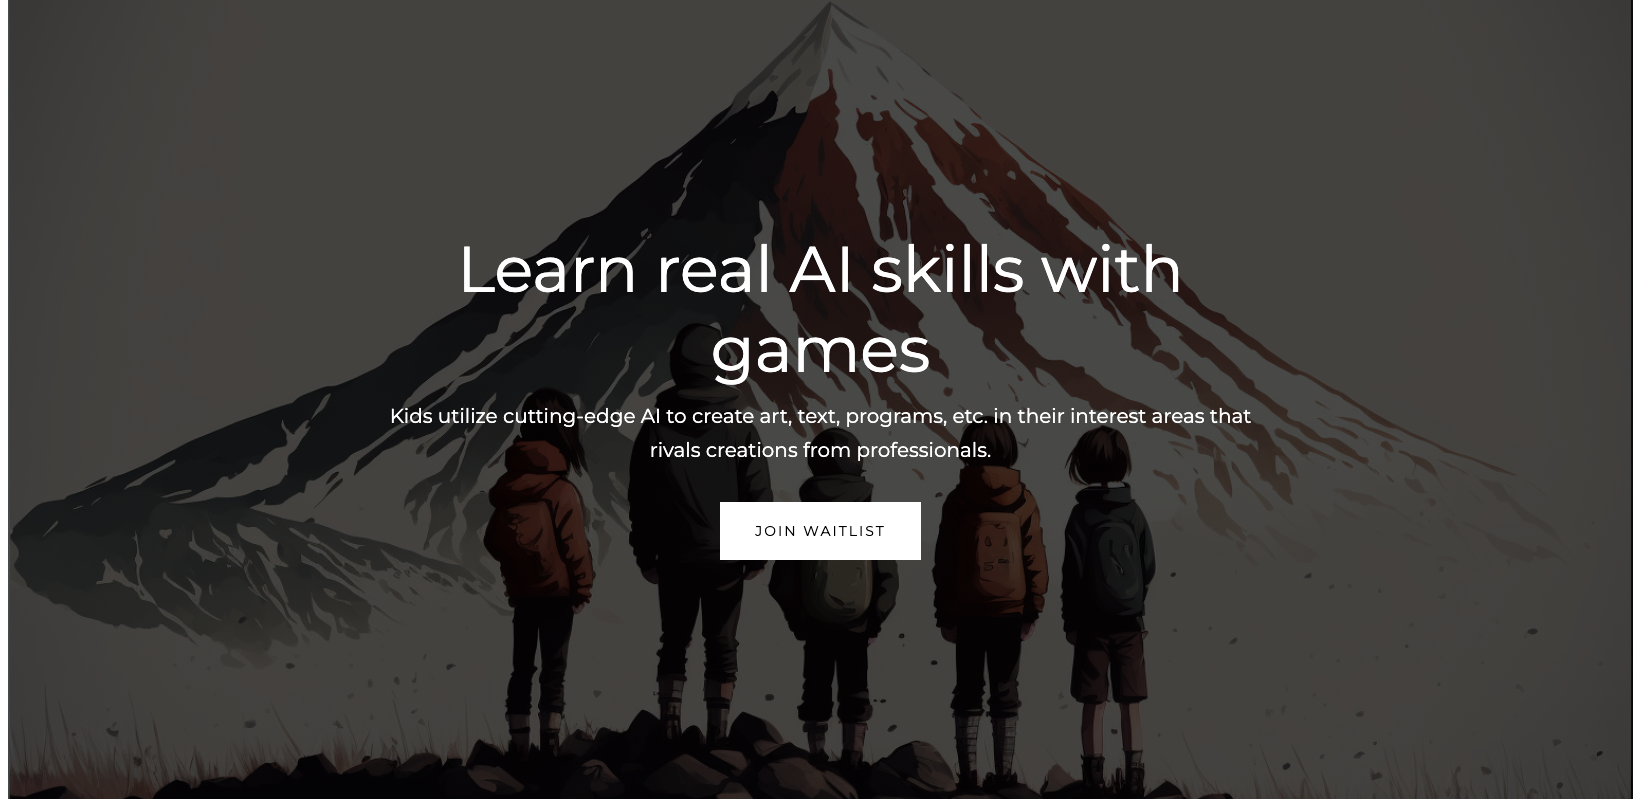 Learn real AI skills with
games
Kids utilize cutting-edge AI to create art, text, programs, etc. in their interest areas that
rivals creations from professionals.
JOIN WAITLIST